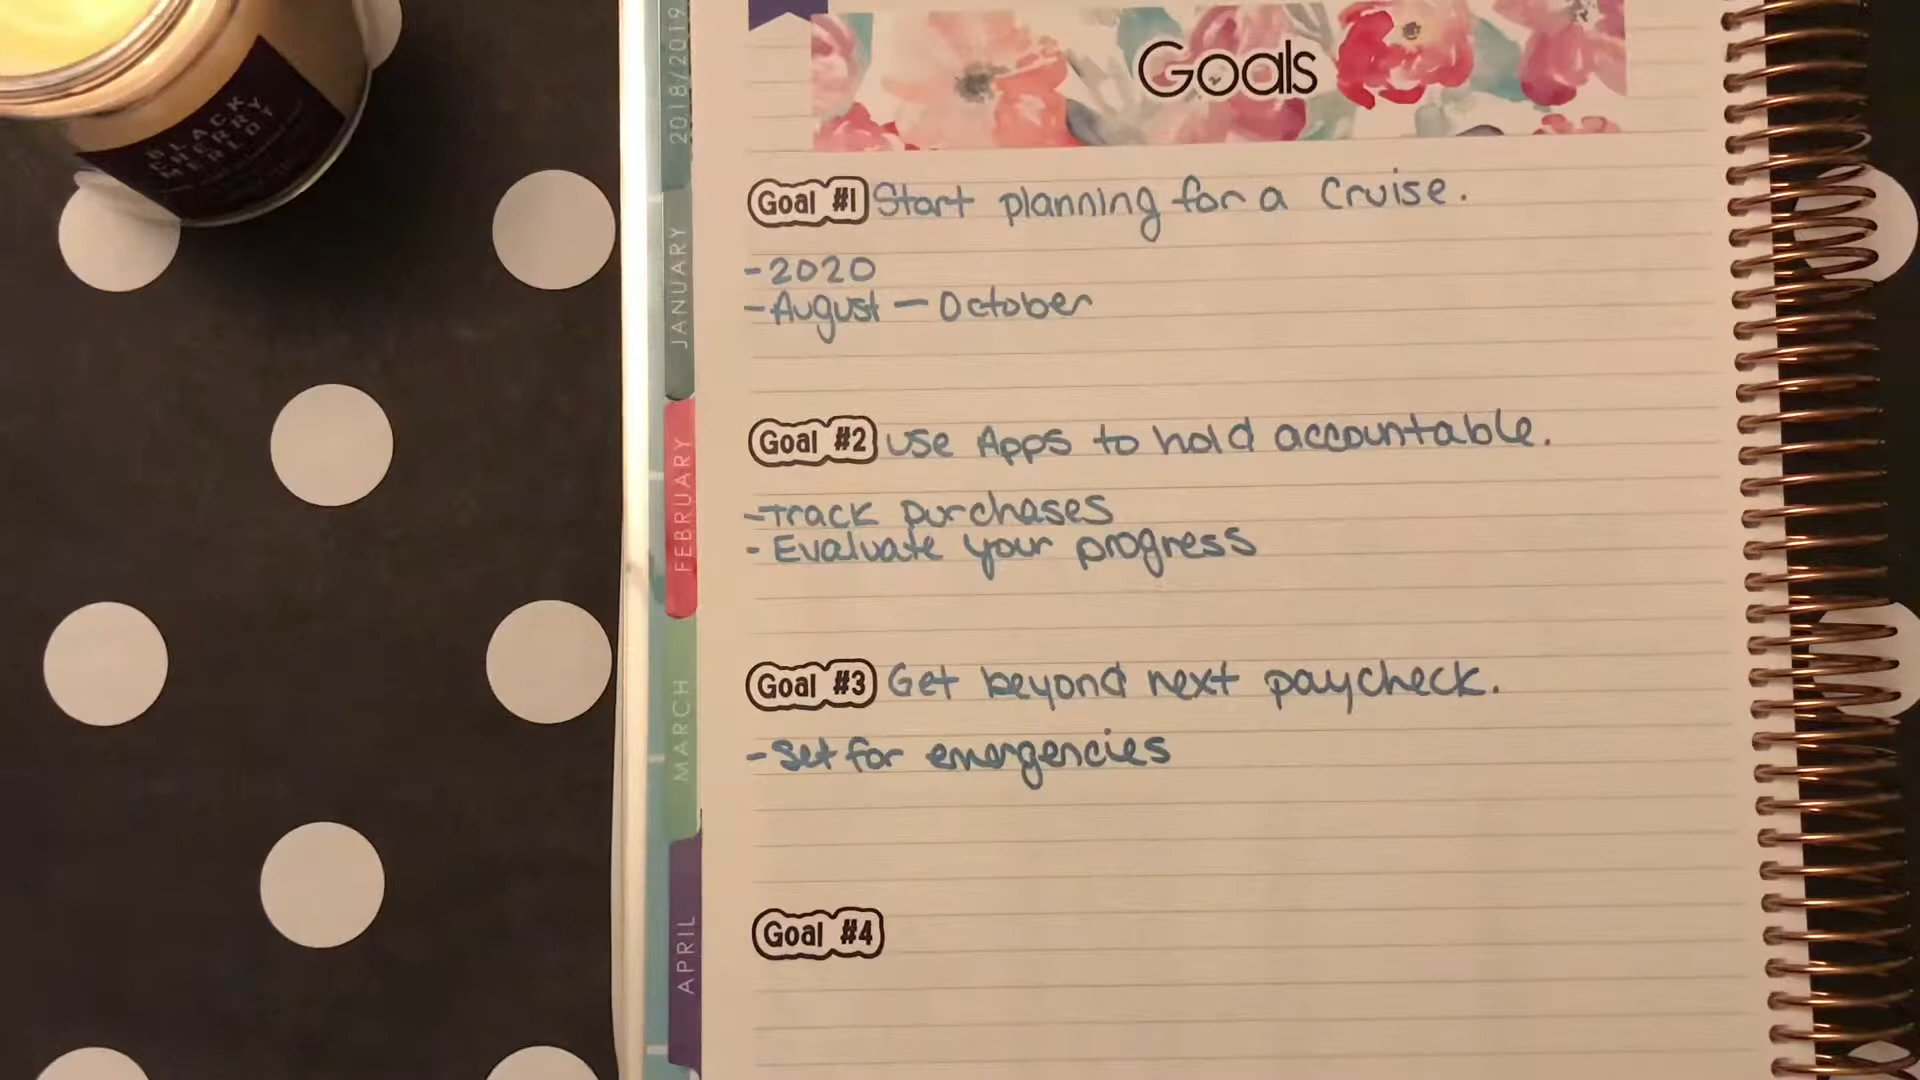 Goals
Goal #1 Start planning for a Cruise.
-2020
-August - October
Goal #2 use Apps to hold accountable.
-Track purchases
- Evaluate your progress
Goal #3 Get beyond next paycheck.
-Set for emergencies
Goal #4
2018/2019
JANUARY
FEBRUARY
MARCH
APRIL
BLACK
CHERRY
MERLOT